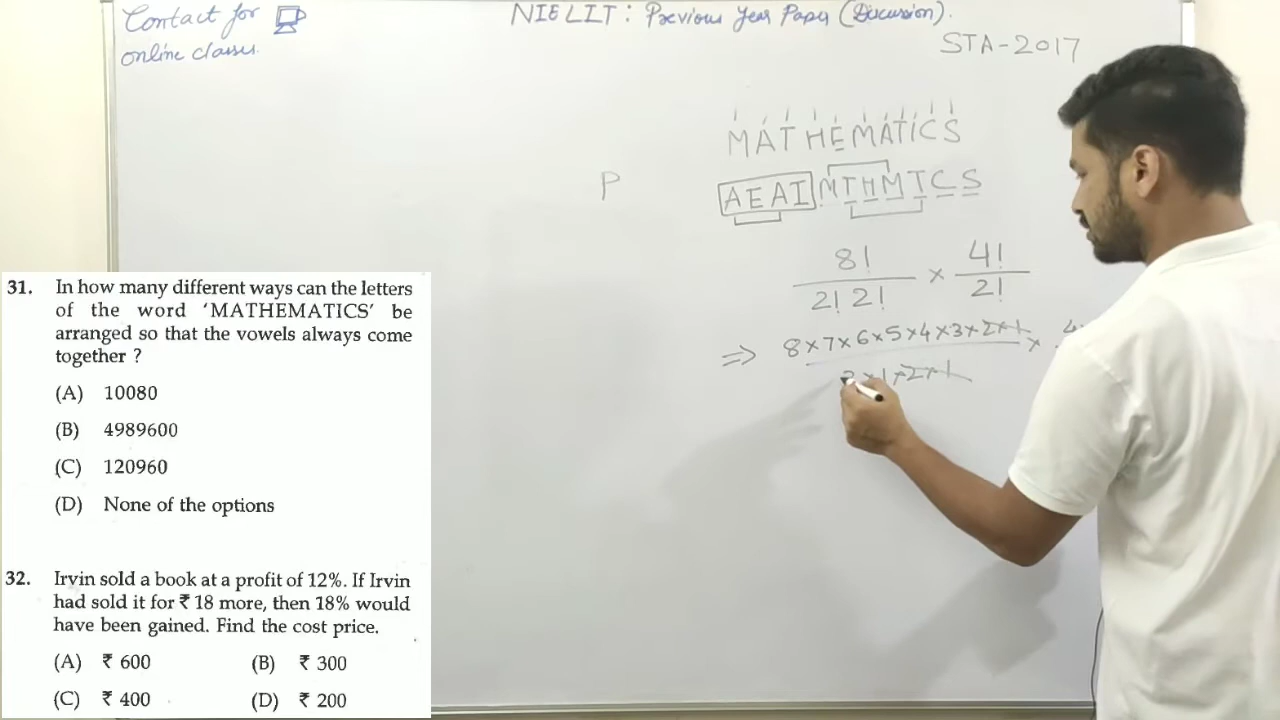 Contact for
online classes.
NIELIT : Previous Year Paper (Discussion).
STA-2017
MATHEMATICS
P
AEAI MTHMTCS
8! / 2! 2! × 4! / 2!
⇒ 8×7×6×5×4×3×2×1 × 4
2×1×2×1
31. In how many different ways can the letters
of the word ‘MATHEMATICS’ be
arranged so that the vowels always come
together ?
(A) 10080
(B) 4989600
(C) 120960
(D) None of the options
32. Irvin sold a book at a profit of 12%. If Irvin
had sold it for ₹ 18 more, then 18% would
have been gained. Find the cost price.
(A) ₹ 600 (B) ₹ 300
(C) ₹ 400 (D) ₹ 200